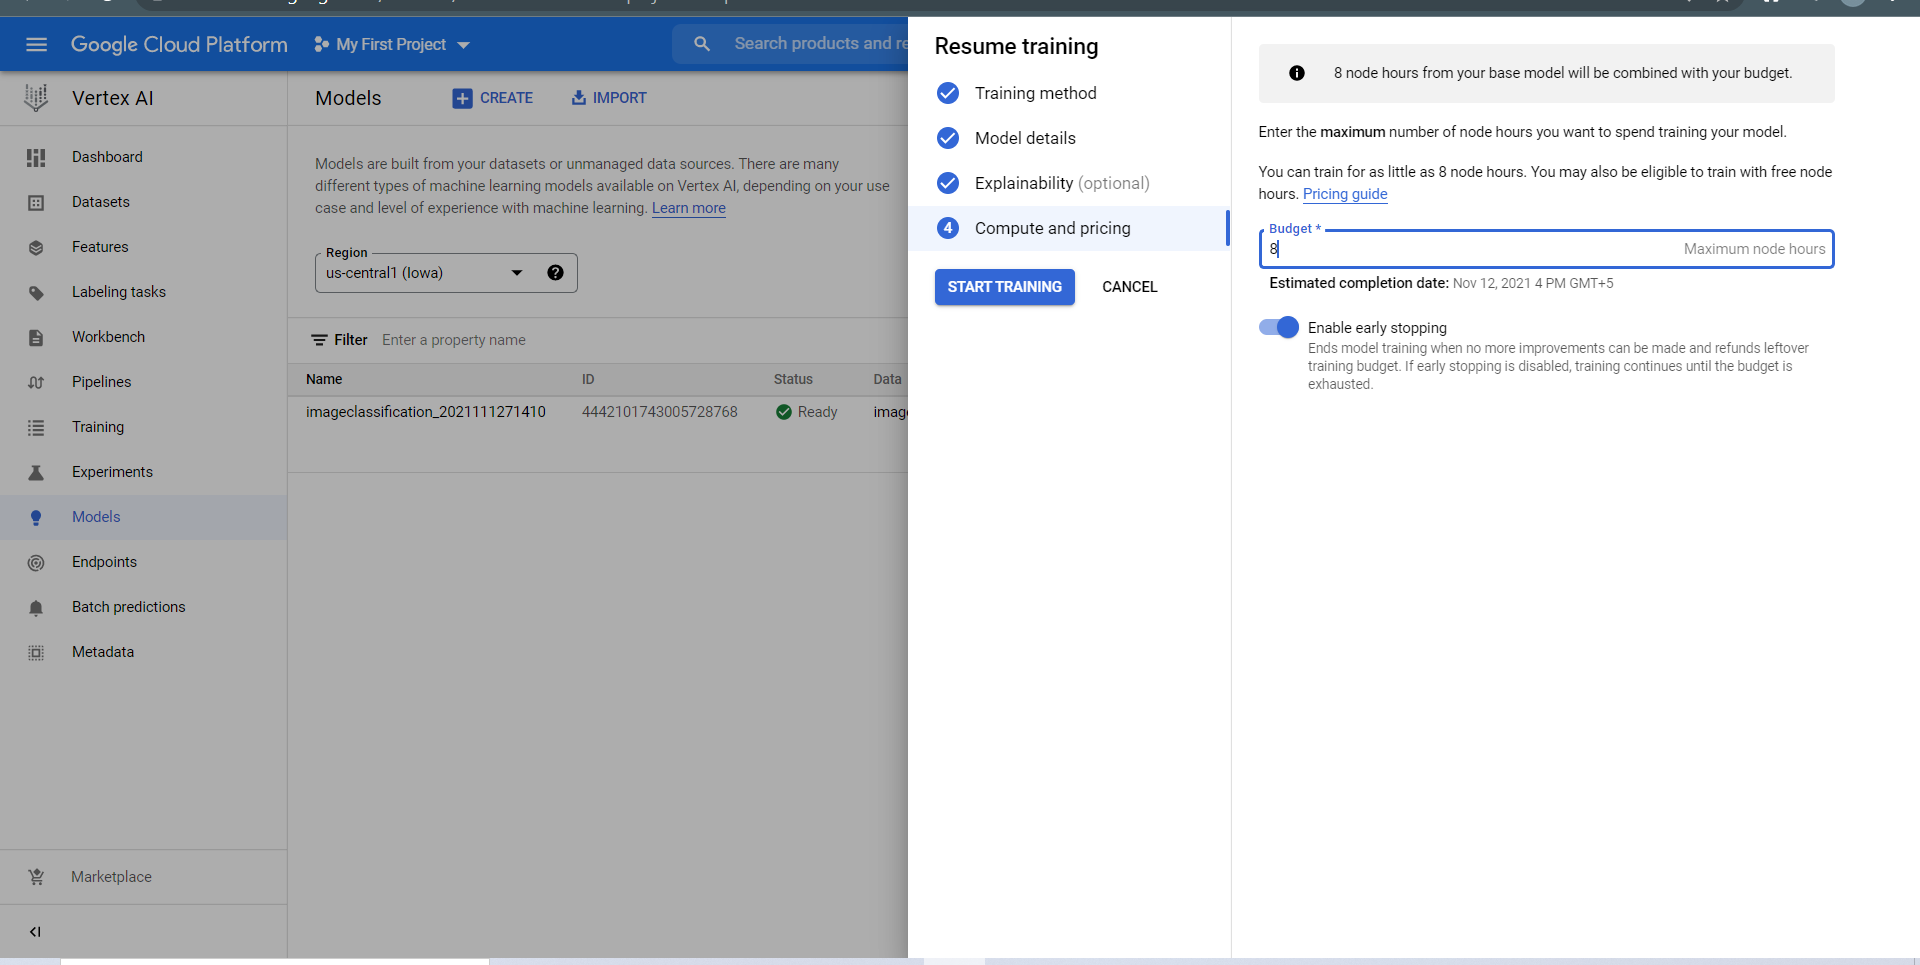 Google Cloud Platform
My First Project
Search products and re
Vertex AI
Dashboard
Datasets
Features
Labeling tasks
Workbench
Pipelines
Training
Experiments
Models
Endpoints
Batch predictions
Metadata
Marketplace
Models
CREATE
IMPORT
Models are built from your datasets or unmanaged data sources. There are many
different types of machine learning models available on Vertex AI, depending on your use
case and level of experience with machine learning. Learn more
Region
us-central1 (Iowa)
Filter Enter a property name
Name ID Status Data
imageclassification_2021111271410 4442101743005728768 Ready imag
Resume training
Training method
Model details
Explainability (optional)
4 Compute and pricing
START TRAINING
CANCEL
8 node hours from your base model will be combined with your budget.
Enter the maximum number of node hours you want to spend training your model.
You can train for as little as 8 node hours. You may also be eligible to train with free node
hours. Pricing guide
Budget *
8 Maximum node hours
Estimated completion date: Nov 12, 2021 4 PM GMT+5
Enable early stopping
Ends model training when no more improvements can be made and refunds leftover
training budget. If early stopping is disabled, training continues until the budget is
exhausted.